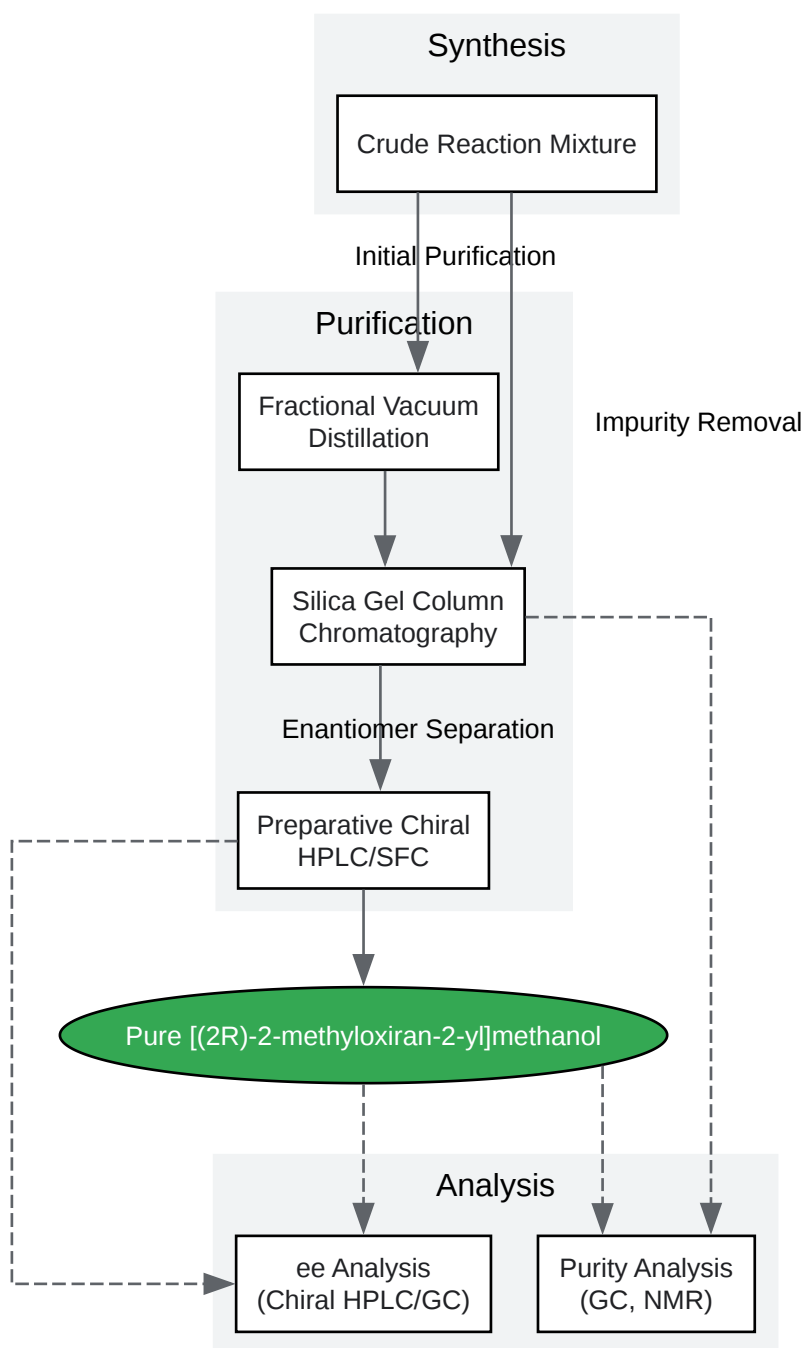 Synthesis
Crude Reaction Mixture
Initial Purification
Purification
Fractional Vacuum
Distillation
Impurity Removal
Silica Gel Column
Chromatography
Enantiomer Separation
Preparative Chiral
HPLC/SFC
Pure [(2R)-2-methyloxiran-2-yl]methanol
Analysis
ee Analysis
(Chiral HPLC/GC)
Purity Analysis
(GC, NMR)